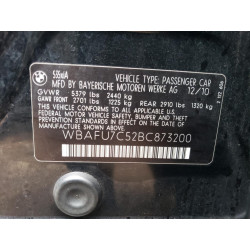 535xiA
VEHICLE TYPE: PASSENGER CAR
MFD BY BAYERISCHE MOTOREN WERKE AG 12/10
GVWR 5379 lbs 2440 kg
GAWR FRONT 2701 lbs 1225 kg REAR 2910 lbs 1320 kg
THIS VEHICLE CONFORMS TO ALL APPLICABLE FEDERAL MOTOR VEHICLE
SAFETY, BUMPER, AND THEFT PREVENTION STANDARDS
IN EFFECT ON THE DATE OF MANUFACTURE SHOWN ABOVE.
WBAFU7C52BC873200